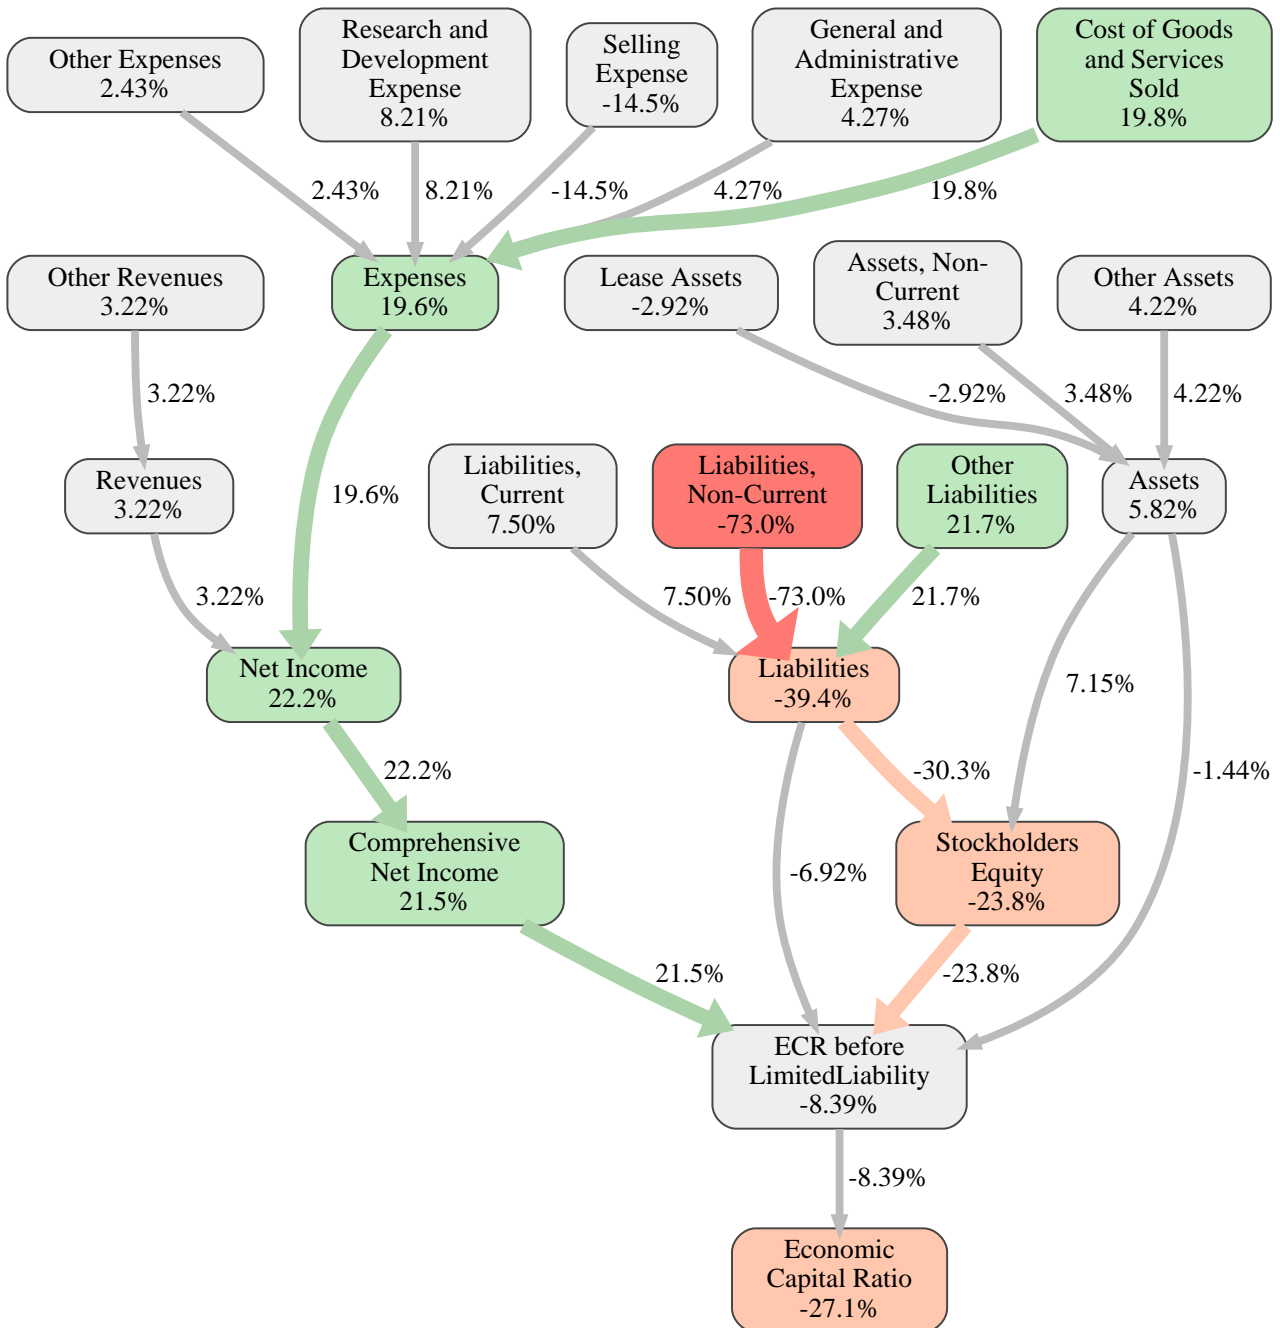 Other Expenses
2.43%
Research and
Development
Expense
8.21%
Selling
Expense
-14.5%
General and
Administrative
Expense
4.27%
Cost of Goods
and Services
Sold
19.8%
2.43%
8.21%
-14.5%
4.27%
19.8%
Other Revenues
3.22%
Expenses
19.6%
Lease Assets
-2.92%
Assets, Non-
Current
3.48%
Other Assets
4.22%
3.22%
-2.92%
3.48%
4.22%
Revenues
3.22%
19.6%
Liabilities,
Current
7.50%
Liabilities,
Non-Current
-73.0%
Other
Liabilities
21.7%
Assets
5.82%
3.22%
7.50%
-73.0%
21.7%
Net Income
22.2%
Liabilities
-39.4%
7.15%
22.2%
-30.3%
-1.44%
Comprehensive
Net Income
21.5%
-6.92%
Stockholders
Equity
-23.8%
21.5%
-23.8%
ECR before
LimitedLiability
-8.39%
-8.39%
Economic
Capital Ratio
-27.1%